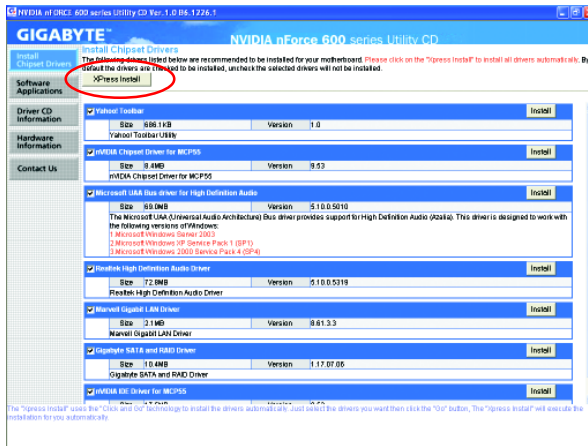 NVIDIA nFORCE 600 series Utility CD Ver.1.0 B6.1226.1
GIGABYTE™
NVIDIA nForce 600 series Utility CD
Install Chipset Drivers
Software Applications
Driver CD Information
Hardware Information
Contact Us
Install Chipset Drivers
The following drivers listed below are recommended to be installed for your motherboard. Please click on the "Xpress Install" to install all drivers automatically. By
default the drivers are checked to be installed, uncheck the selected drivers will not be installed.
XPress Install
Yahoo! Toolbar Install
Size 686.1KB Version 1.0
Yahoo! Toolbar Utility
nVIDIA Chipset Driver for MCP55 Install
Size 8.4MB Version 9.53
nVIDIA Chipset Driver for MCP55
Microsoft UAA Bus driver for High Definition Audio Install
Size 69.0MB Version 5.10.0.5010
The Microsoft UAA (Universal Audio Architecture) Bus driver provides support for High Definition Audio (Azalia). This driver is designed to work with
the following versions of Windows:
1.Microsoft Windows Server 2003
2.Microsoft Windows XP Service Pack 1 (SP1)
3.Microsoft Windows 2000 Service Pack 4 (SP4)
Realtek High Definition Audio Driver Install
Size 72.8MB Version 5.10.0.5319
Realtek High Definition Audio Driver
Marvell Gigabit LAN Driver Install
Size 2.1MB Version 8.61.3.3
Marvell Gigabit LAN Driver
Gigabyte SATA and RAID Driver Install
Size 10.4MB Version 1.17.07.06
Gigabyte SATA and RAID Driver
nVIDIA IDE Driver for MCP55 Install
Size Version
The "Xpress Install" uses the "Click and Go" technology to install the drivers automatically. Just select the drivers you want then click the "Go" button, The "Xpress Install" will execute the
installation for you automatically.